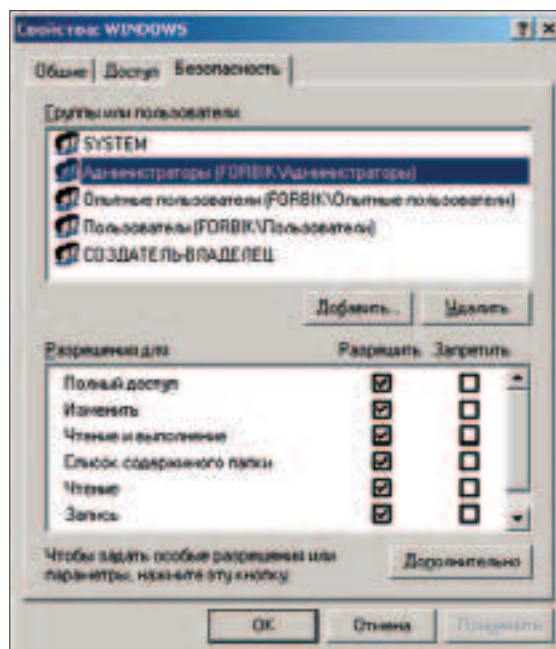 Свойства: WINDOWS
Общие Доступ Безопасность
Группы или пользователи
SYSTEM
Администраторы (FORBIK\Администраторы)
Опытные пользователи (FORBIK\Опытные пользователи)
Пользователи (FORBIK\Пользователи)
СОЗДАТЕЛЬ-ВЛАДЕЛЕЦ
Добавить... Удалить
Разрешения для Разрешить Запретить
Полный доступ
Изменить
Чтение и выполнение
Список содержимого папки
Чтение
Запись
Чтобы задать особые разрешения или
параметры, нажмите эту кнопку. Дополнительно
OK Отмена Применить